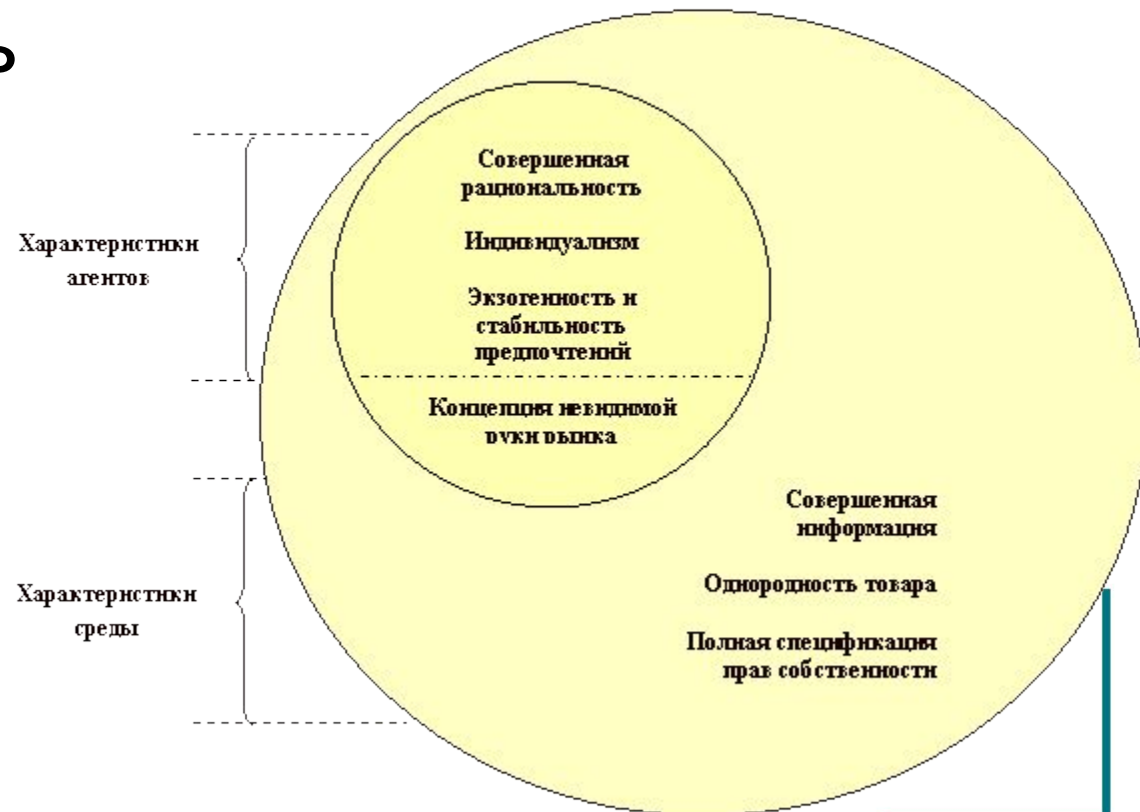 Совершенная
рациональность
Индивидуализм
Экзогенность и
стабильность
предпочтений
Концепция невидимой
руки рынка
Характеристики
агентов
Совершенная
информация
Однородность товара
Полная спецификация
прав собственности
Характеристики
среды